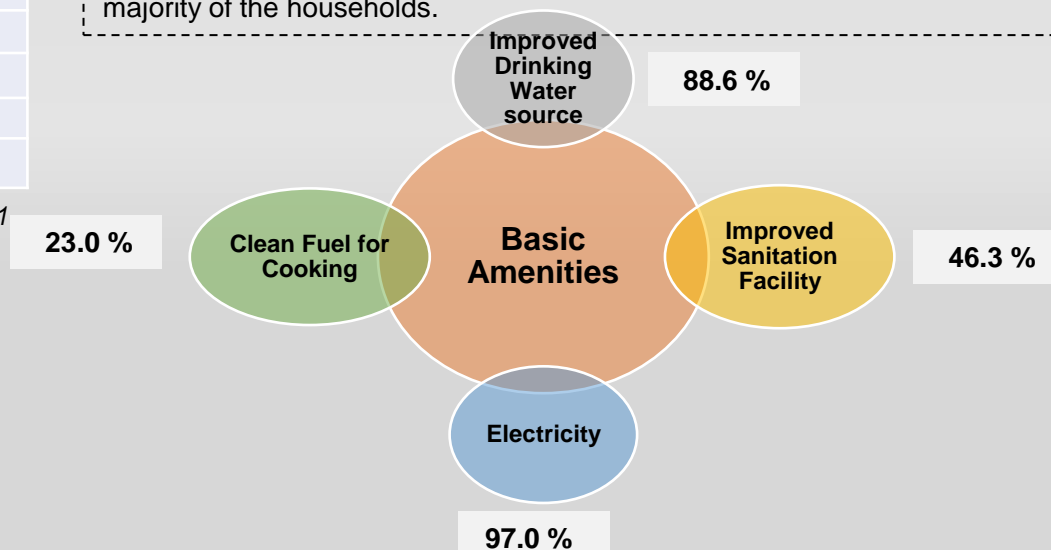 majority of the households.
Improved
Drinking
Water
source
88.6 %
1
23.0 %
Clean Fuel for
Cooking
Basic
Amenities
Improved
Sanitation
Facility
46.3 %
Electricity
97.0 %